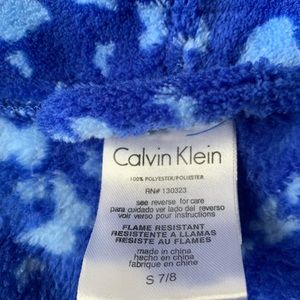 Calvin Klein
100% POLYESTER/POLIESTER
RN# 130323
see reverse for care
para cuidado ver lado del reverso
voir verso pour instructions
FLAME RESISTANT
RESISTENTE A LLAMAS
RESISTE AU FLAMES
made in china
hecho en china
fabrique en chine
S 7/8